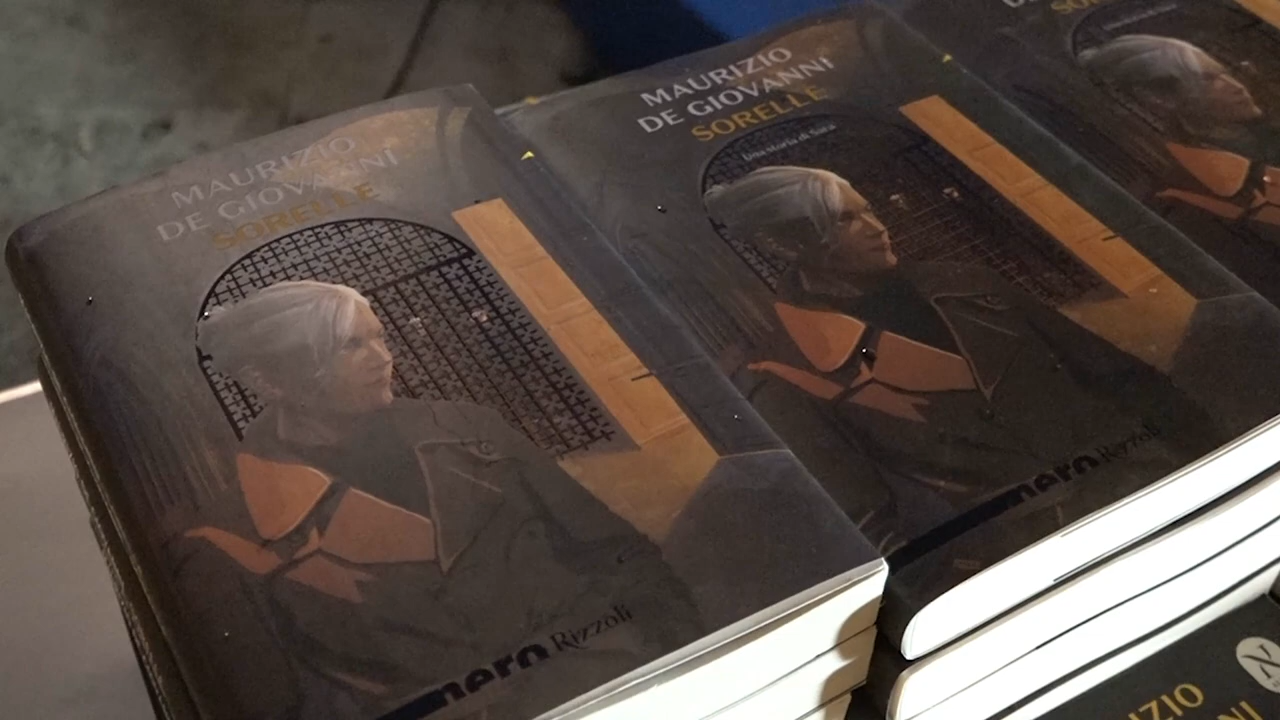 MAURIZIO
DE GIOVANNI
SORELLE
nero Rizzoli
MAURIZIO
DE GIOVANNI
SORELLE
Una storia di Sara
nero Rizzoli